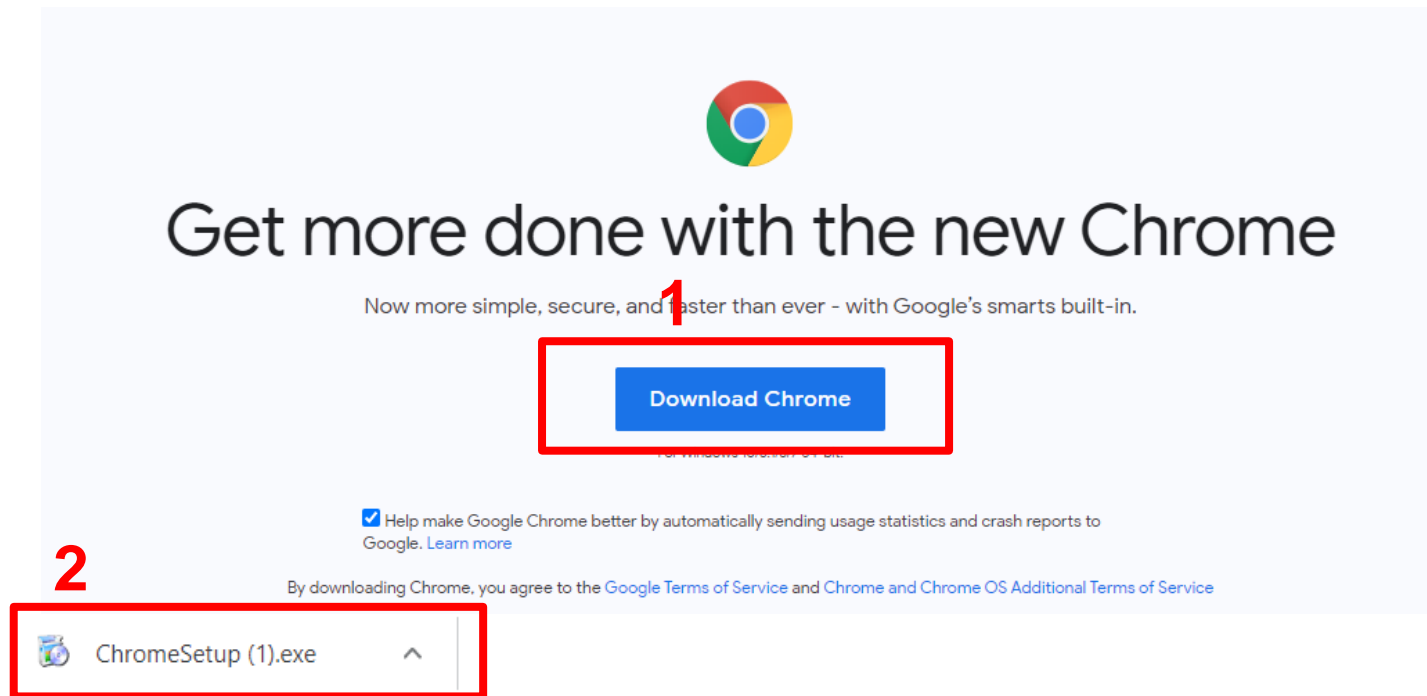 Get more done with the new Chrome
1
Now more simple, secure, and faster than ever - with Google's smarts built-in.
Download Chrome
Help make Google Chrome better by automatically sending usage statistics and crash reports to
Google. Learn more
2
By downloading Chrome, you agree to the Google Terms of Service and Chrome and Chrome OS Additional Terms of Service
ChromeSetup (1).exe